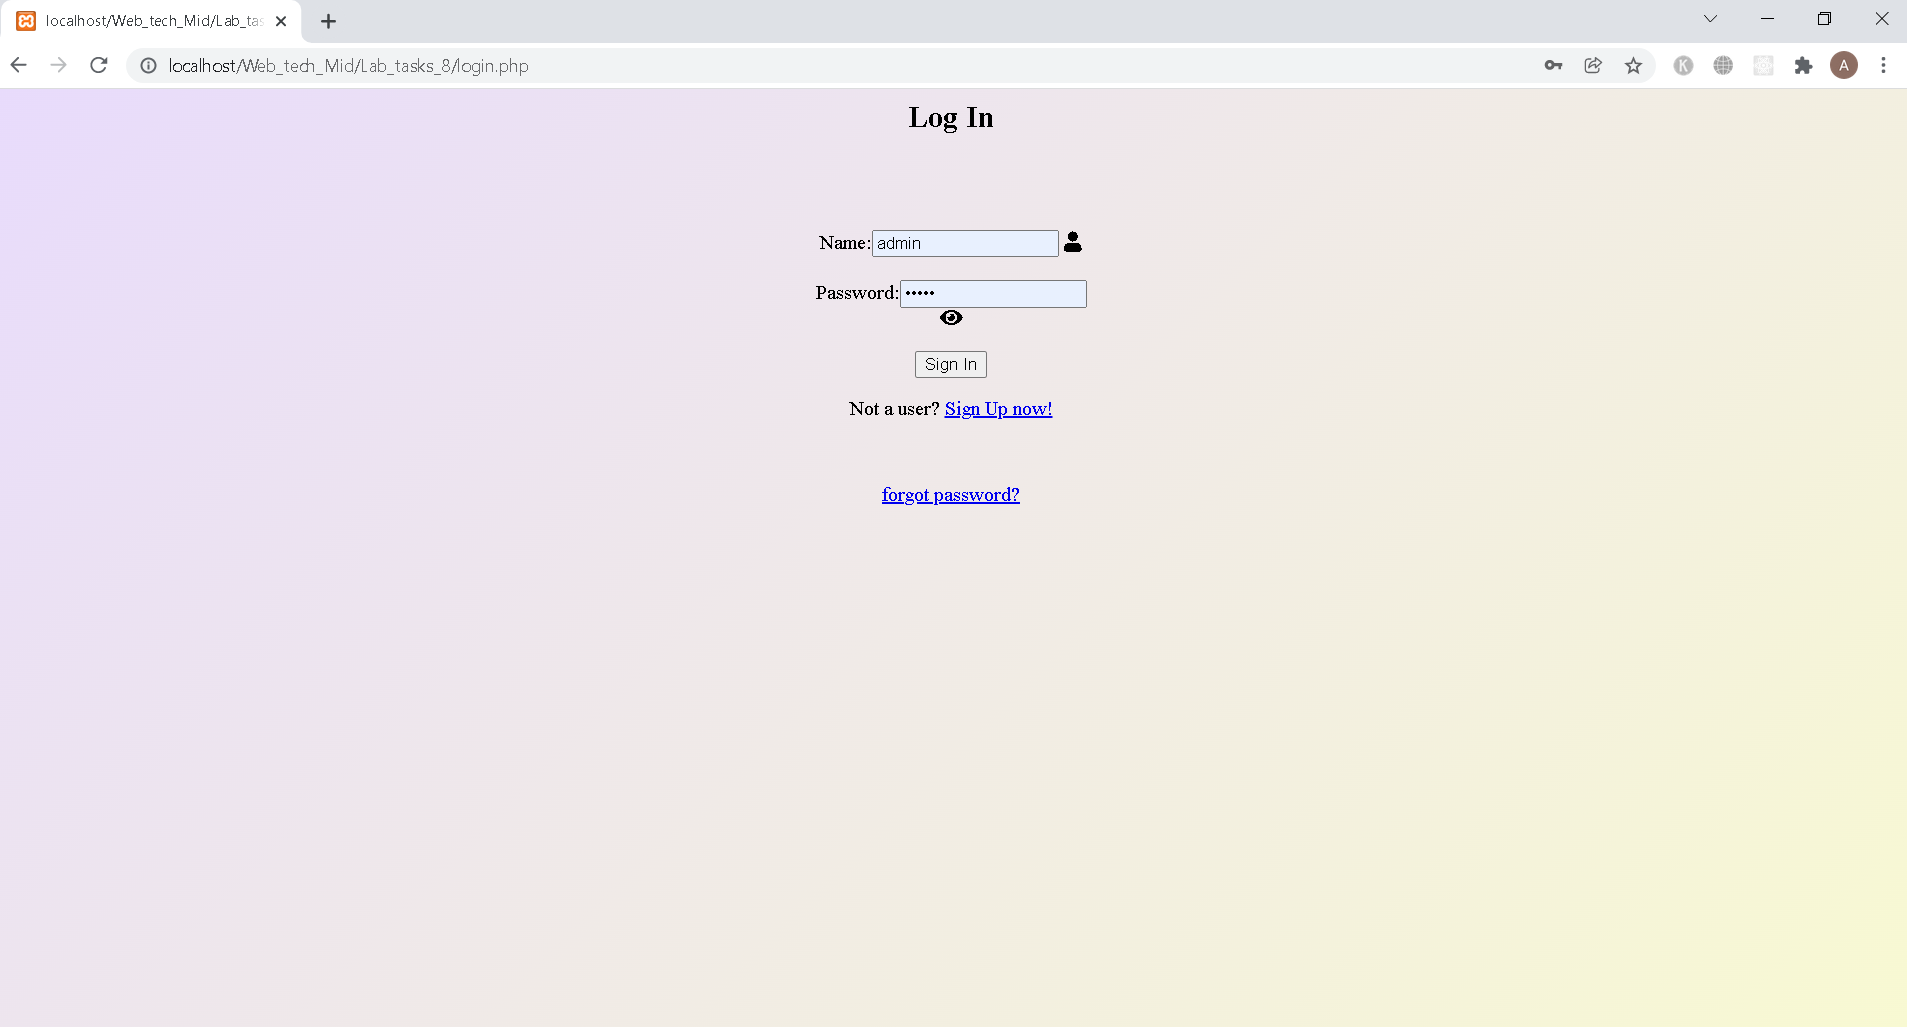 localhost/Web_tech_Mid/Lab_tas
localhost/Web_tech_Mid/Lab_tasks_8/login.php
K
A
Log In
Name: admin
Password: •••••
Sign In
Not a user? Sign Up now!
forgot password?